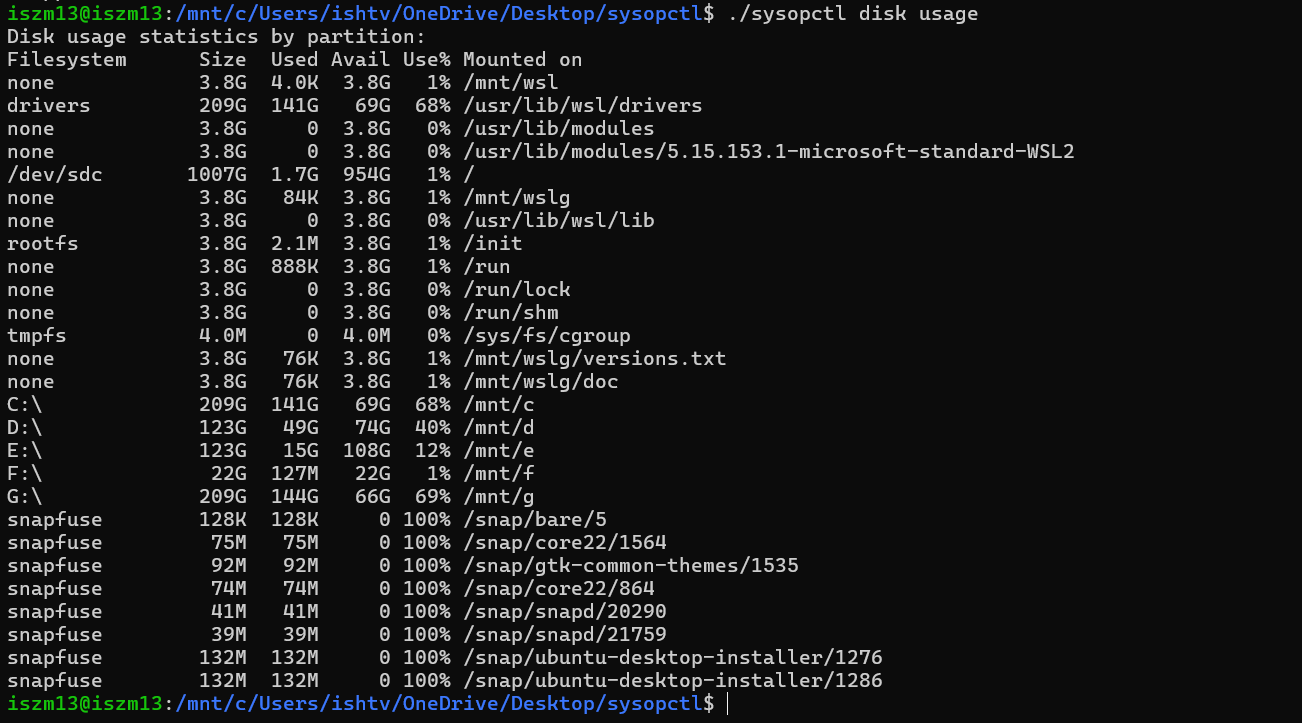 iszm13@iszm13:/mnt/c/Users/ishtv/OneDrive/Desktop/sysopctl$ ./sysopctl disk usage
Disk usage statistics by partition:
Filesystem      Size  Used Avail Use% Mounted on
none            3.8G  4.0K  3.8G   1% /mnt/wsl
drivers         209G  141G   69G  68% /usr/lib/wsl/drivers
none            3.8G     0  3.8G   0% /usr/lib/modules
none            3.8G     0  3.8G   0% /usr/lib/modules/5.15.153.1-microsoft-standard-WSL2
/dev/sdc       1007G  1.7G  954G   1% /
none            3.8G   84K  3.8G   1% /mnt/wslg
none            3.8G     0  3.8G   0% /usr/lib/wsl/lib
rootfs          3.8G  2.1M  3.8G   1% /init
none            3.8G  888K  3.8G   1% /run
none            3.8G     0  3.8G   0% /run/lock
none            3.8G     0  3.8G   0% /run/shm
tmpfs           4.0M     0  4.0M   0% /sys/fs/cgroup
none            3.8G   76K  3.8G   1% /mnt/wslg/versions.txt
none            3.8G   76K  3.8G   1% /mnt/wslg/doc
C:\             209G  141G   69G  68% /mnt/c
D:\             123G   49G   74G  40% /mnt/d
E:\             123G   15G  108G  12% /mnt/e
F:\              22G  127M   22G   1% /mnt/f
G:\             209G  144G   66G  69% /mnt/g
snapfuse        128K  128K     0 100% /snap/bare/5
snapfuse         75M   75M     0 100% /snap/core22/1564
snapfuse         92M   92M     0 100% /snap/gtk-common-themes/1535
snapfuse         74M   74M     0 100% /snap/core22/864
snapfuse         41M   41M     0 100% /snap/snapd/20290
snapfuse         39M   39M     0 100% /snap/snapd/21759
snapfuse        132M  132M     0 100% /snap/ubuntu-desktop-installer/1276
snapfuse        132M  132M     0 100% /snap/ubuntu-desktop-installer/1286
iszm13@iszm13:/mnt/c/Users/ishtv/OneDrive/Desktop/sysopctl$